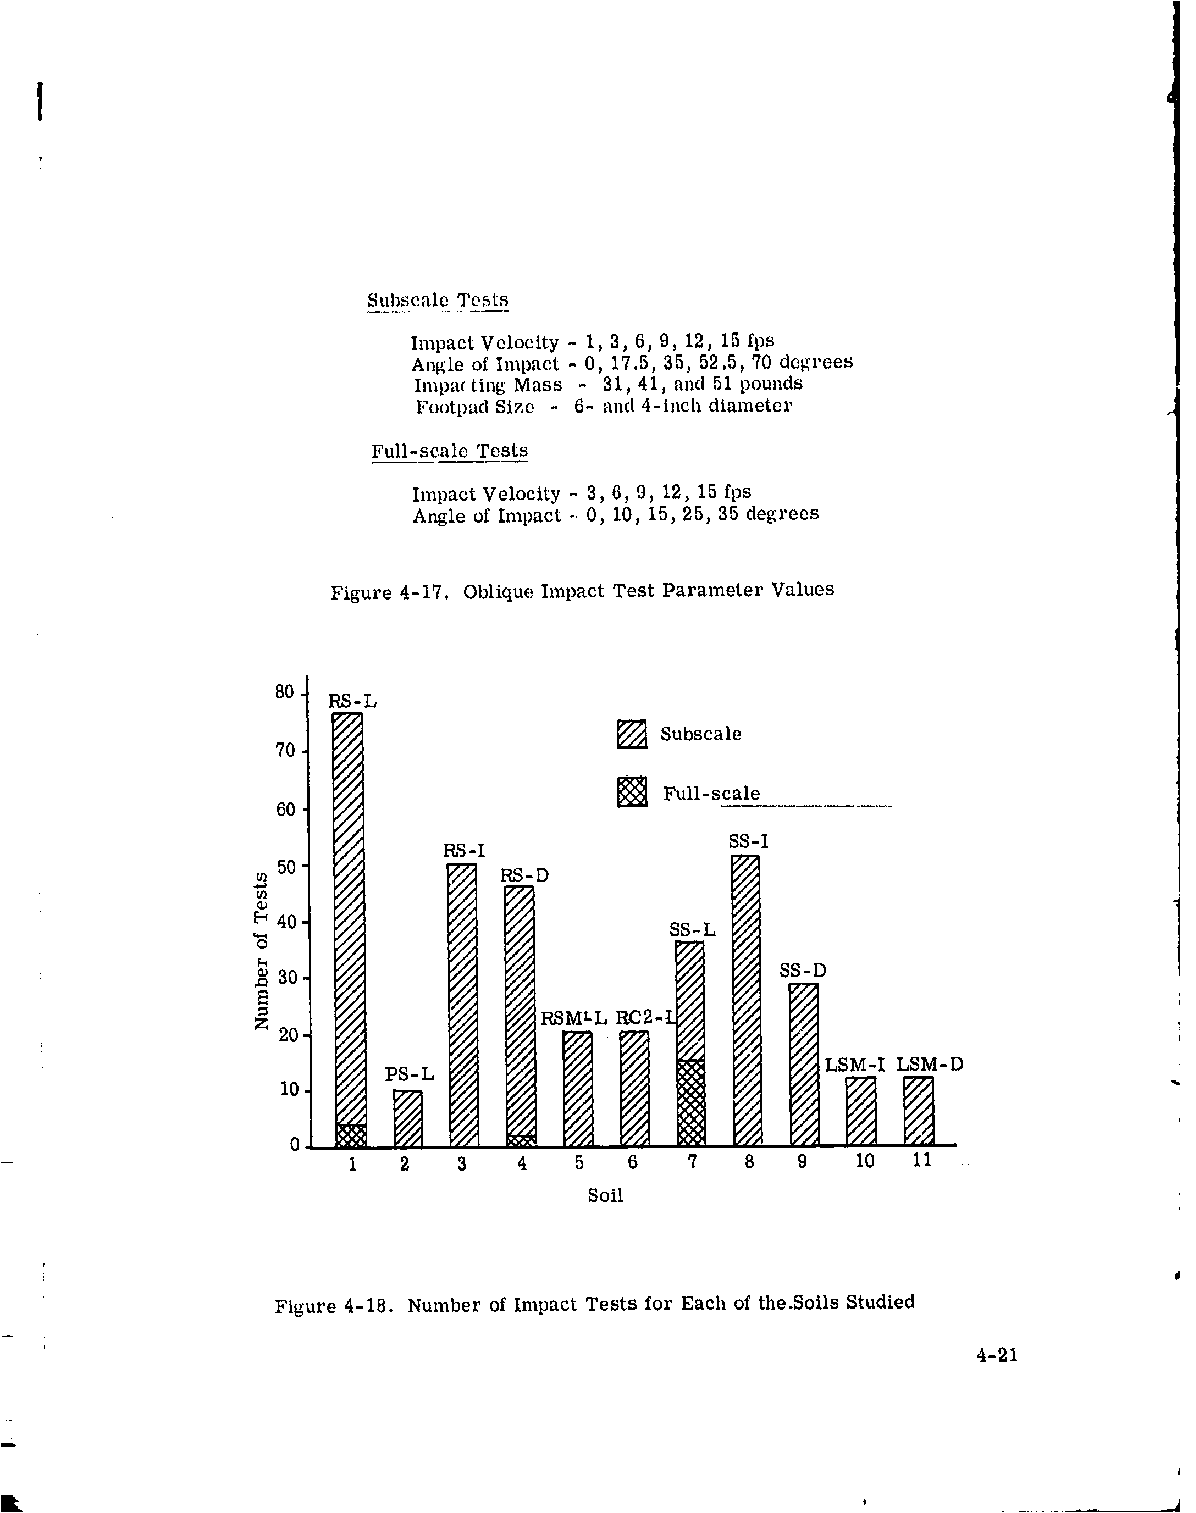 Subscale Tests
Impact Velocity - 1, 3, 6, 9, 12, 15 fps
Angle of Impact - 0, 17.5, 35, 52.5, 70 degrees
Impacting Mass - 31, 41, and 51 pounds
Footpad Size - 6- and 4-inch diameter
Full-scale Tests
Impact Velocity - 3, 6, 9, 12, 15 fps
Angle of Impact - 0, 10, 15, 25, 35 degrees
Figure 4-17. Oblique Impact Test Parameter Values
80
70
60
50
40
30
20
10
0
Number of Tests
RS-L
PS-L
RS-I
RS-D
RSML-L
RC2-L
SS-L
SS-I
SS-D
LSM-I
LSM-D
Subscale
Full-scale
1 2 3 4 5 6 7 8 9 10 11
Soil
Figure 4-18. Number of Impact Tests for Each of the.Soils Studied
4-21